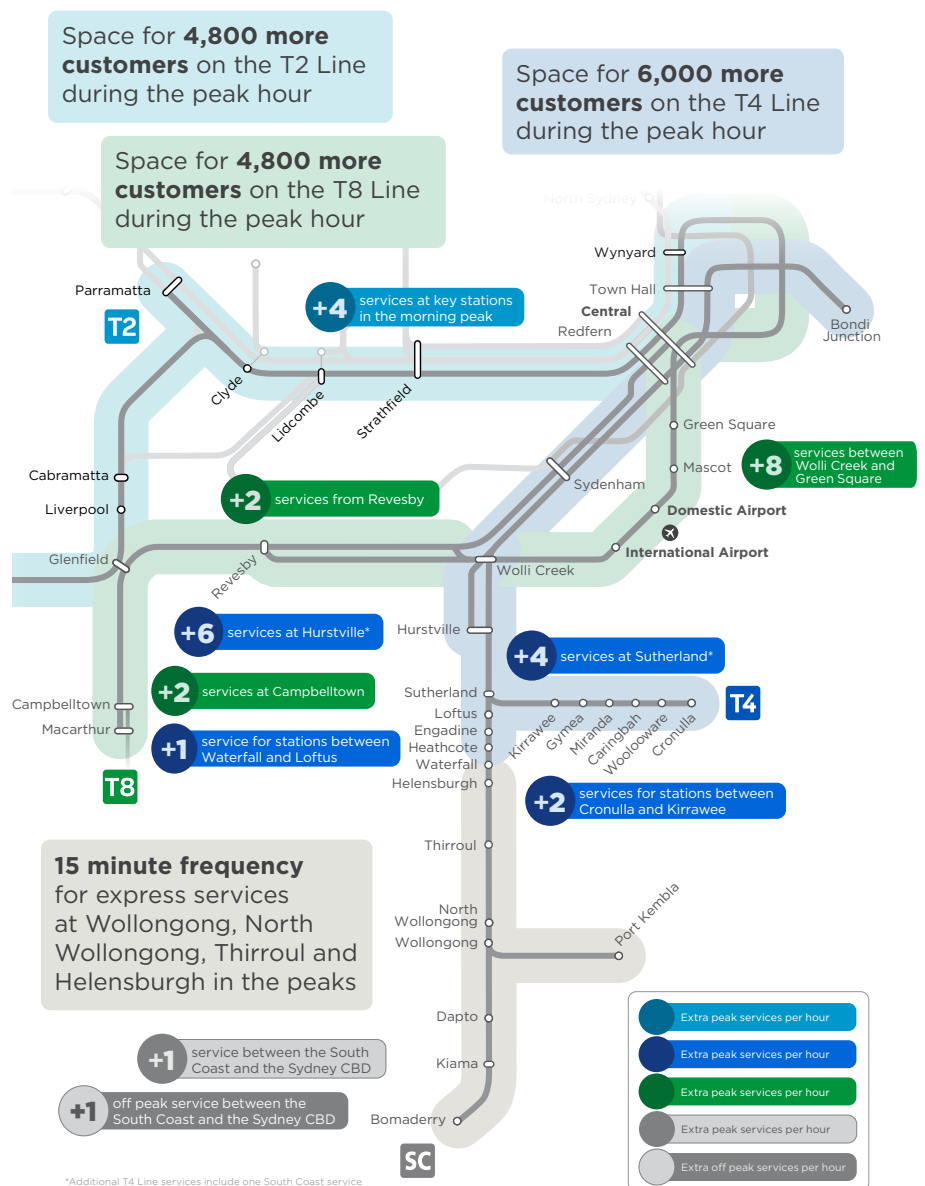 Space for 4,800 more
customers on the T2 Line
during the peak hour
Space for 6,000 more
customers on the T4 Line
during the peak hour
Space for 4,800 more
customers on the T8 Line
during the peak hour
North Sydney
Wynyard
Town Hall
Central
Redfern
Bondi
Junction
Parramatta
T2
+4
services at key stations
in the morning peak
Clyde
Lidcombe
Strathfield
Green Square
Mascot
+8
services between
Wolli Creek and
Green Square
Cabramatta
Liverpool
+2
services from Revesby
Sydenham
Domestic Airport
International Airport
Glenfield
Revesby
Wolli Creek
+6
services at Hurstville*
Hurstville
+4
services at Sutherland*
+2
services at Campbelltown
Sutherland
Loftus
Engadine
Heathcote
Waterfall
Helensburgh
Kirrawee
Gymea
Miranda
Caringbah
Woolooware
Cronulla
T4
Campbelltown
Macarthur
T8
+1
service for stations between
Waterfall and Loftus
+2
services for stations between
Cronulla and Kirrawee
15 minute frequency
for express services
at Wollongong, North
Wollongong, Thirroul and
Helensburgh in the peaks
Thirroul
North
Wollongong
Wollongong
Port Kembla
Dapto
Kiama
Bomaderry
SC
+1
service between the South
Coast and the Sydney CBD
+1
off peak service between the
South Coast and the Sydney CBD
Extra peak services per hour
Extra peak services per hour
Extra peak services per hour
Extra peak services per hour
Extra off peak services per hour
*Additional T4 Line services include one South Coast service